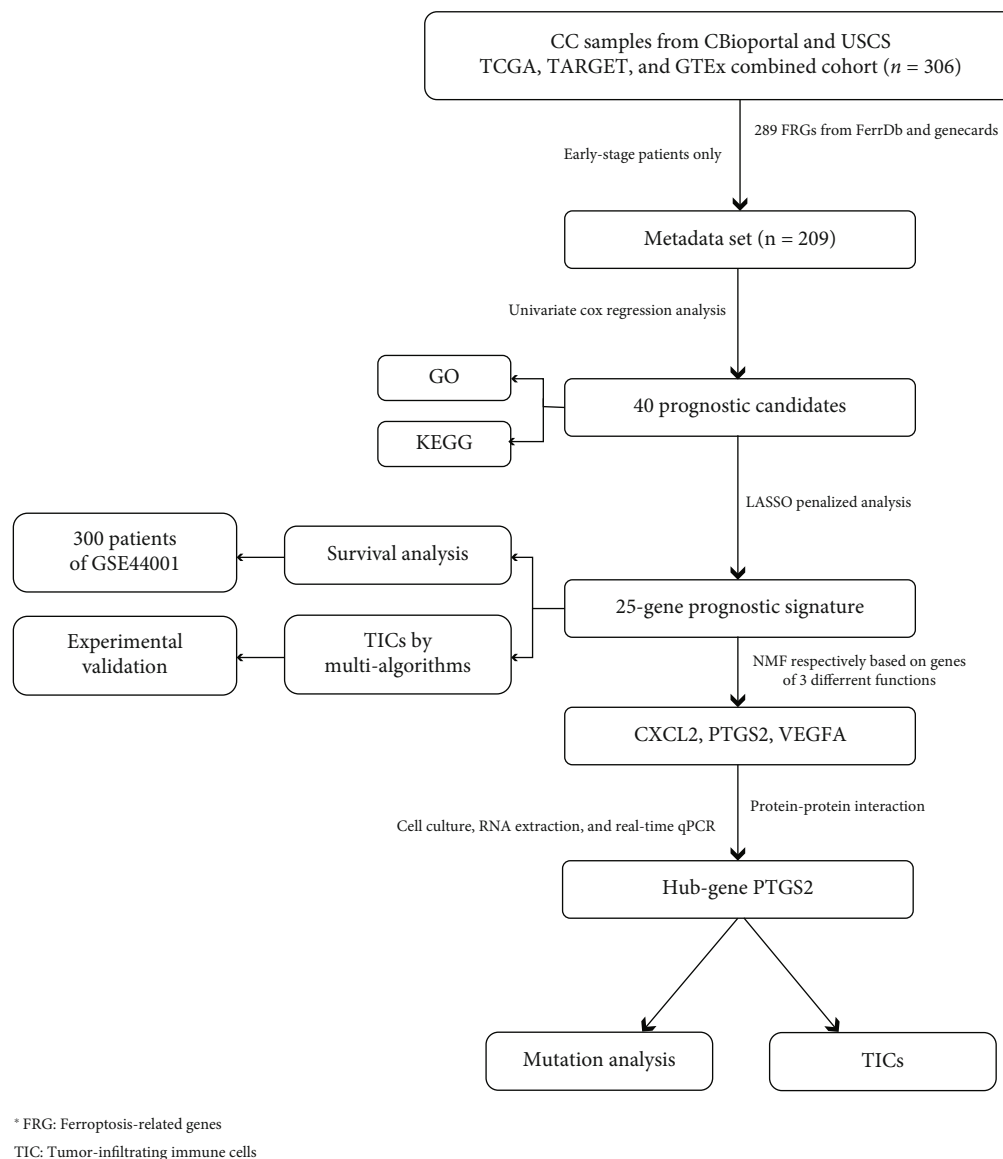 CC samples from CBioportal and USCS
TCGA, TARGET, and GTEx combined cohort (n = 306)
289 FRGs from FerrDb and genecards
Early-stage patients only
Metadata set (n = 209)
Univariate cox regression analysis
GO
40 prognostic candidates
KEGG
LASSO penalized analysis
300 patients
of GSE44001
Survival analysis
25-gene prognostic signature
Experimental
validation
TICs by
multi-algorithms
NMF respectively based on genes
of 3 different functions
CXCL2, PTGS2, VEGFA
Protein-protein interaction
Cell culture, RNA extraction, and real-time qPCR
Hub-gene PTGS2
Mutation analysis
TICs
* FRG: Ferroptosis-related genes
TIC: Tumor-infiltrating immune cells